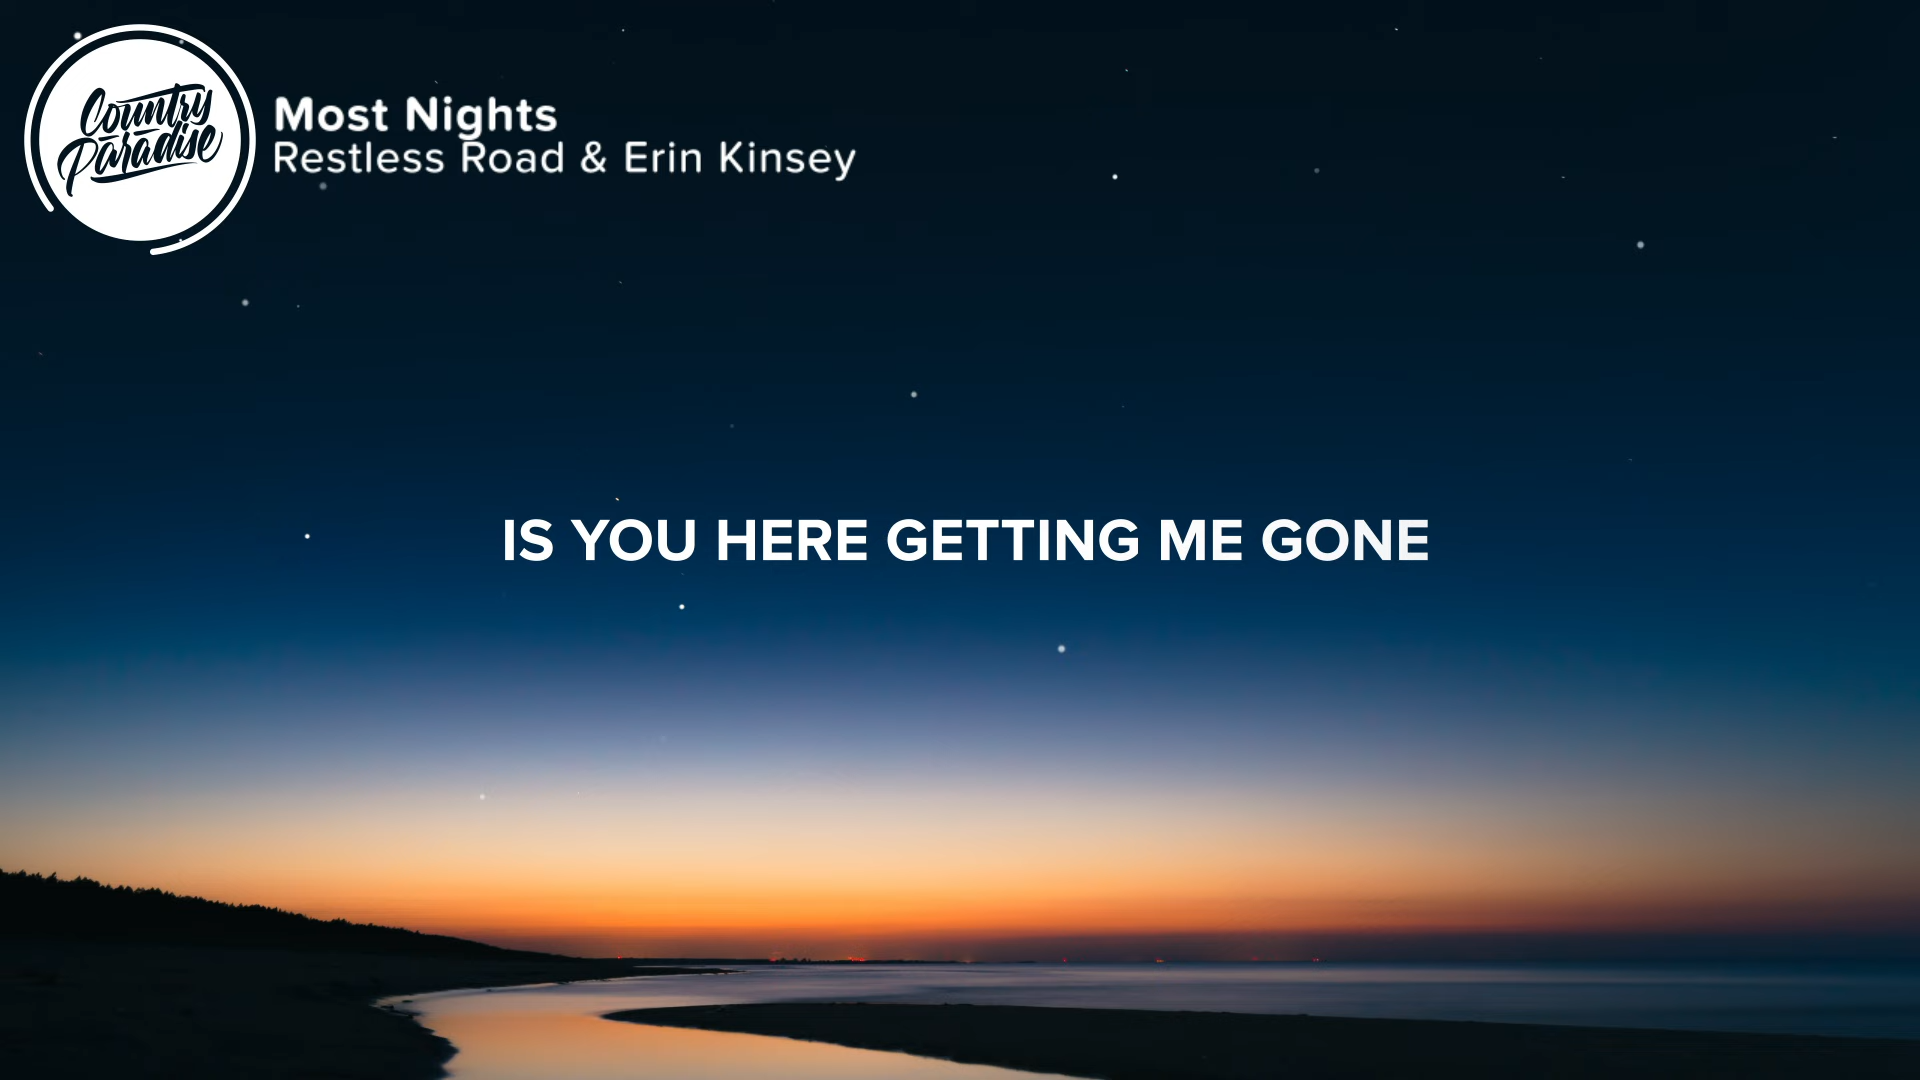 Country
Paradise
Most Nights
Restless Road & Erin Kinsey
IS YOU HERE GETTING ME GONE